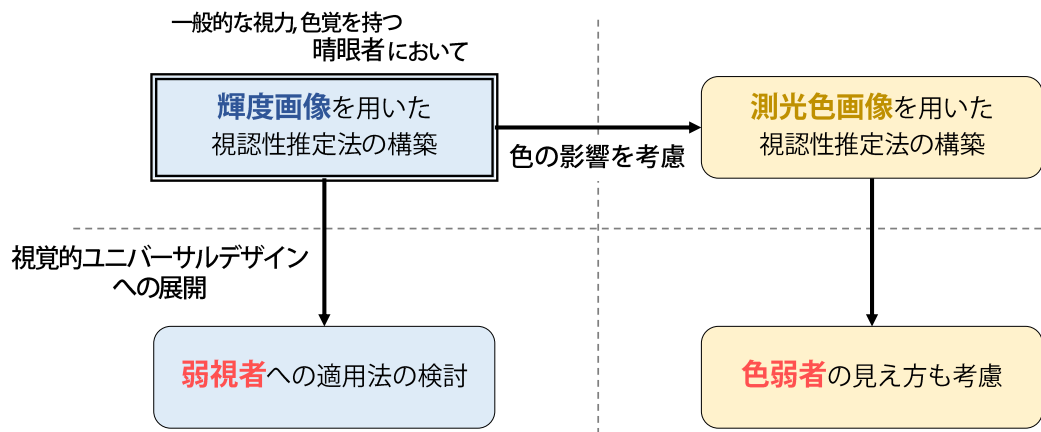 一般的な視力, 色覚を持つ
晴眼者において
輝度画像を用いた
視認性推定法の構築
色の影響を考慮
測光色画像を用いた
視認性推定法の構築
視覚的ユニバーサルデザイン
への展開
弱視者への適用法の検討
色弱者の見え方も考慮